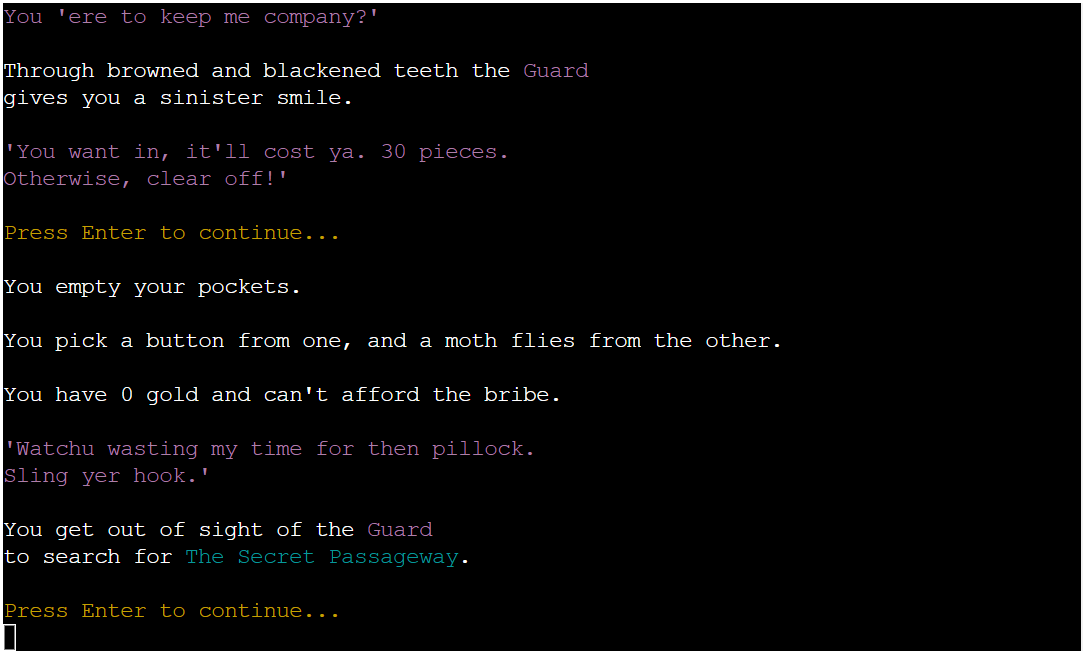 You 'ere to keep me company?'
Through browned and blackened teeth the Guard
gives you a sinister smile.
'You want in, it'll cost ya. 30 pieces.
Otherwise, clear off!'
Press Enter to continue...
You empty your pockets.
You pick a button from one, and a moth flies from the other.
You have 0 gold and can't afford the bribe.
'Watchu wasting my time for then pillock.
Sling yer hook.'
You get out of sight of the Guard
to search for The Secret Passageway.
Press Enter to continue...